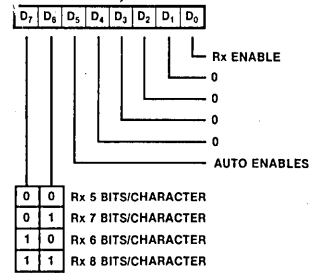 D7 D6 D5 D4 D3 D2 D1 D0
Rx ENABLE
0
0
0
0
AUTO ENABLES
0 0 Rx 5 BITS/CHARACTER
0 1 Rx 7 BITS/CHARACTER
1 0 Rx 6 BITS/CHARACTER
1 1 Rx 8 BITS/CHARACTER